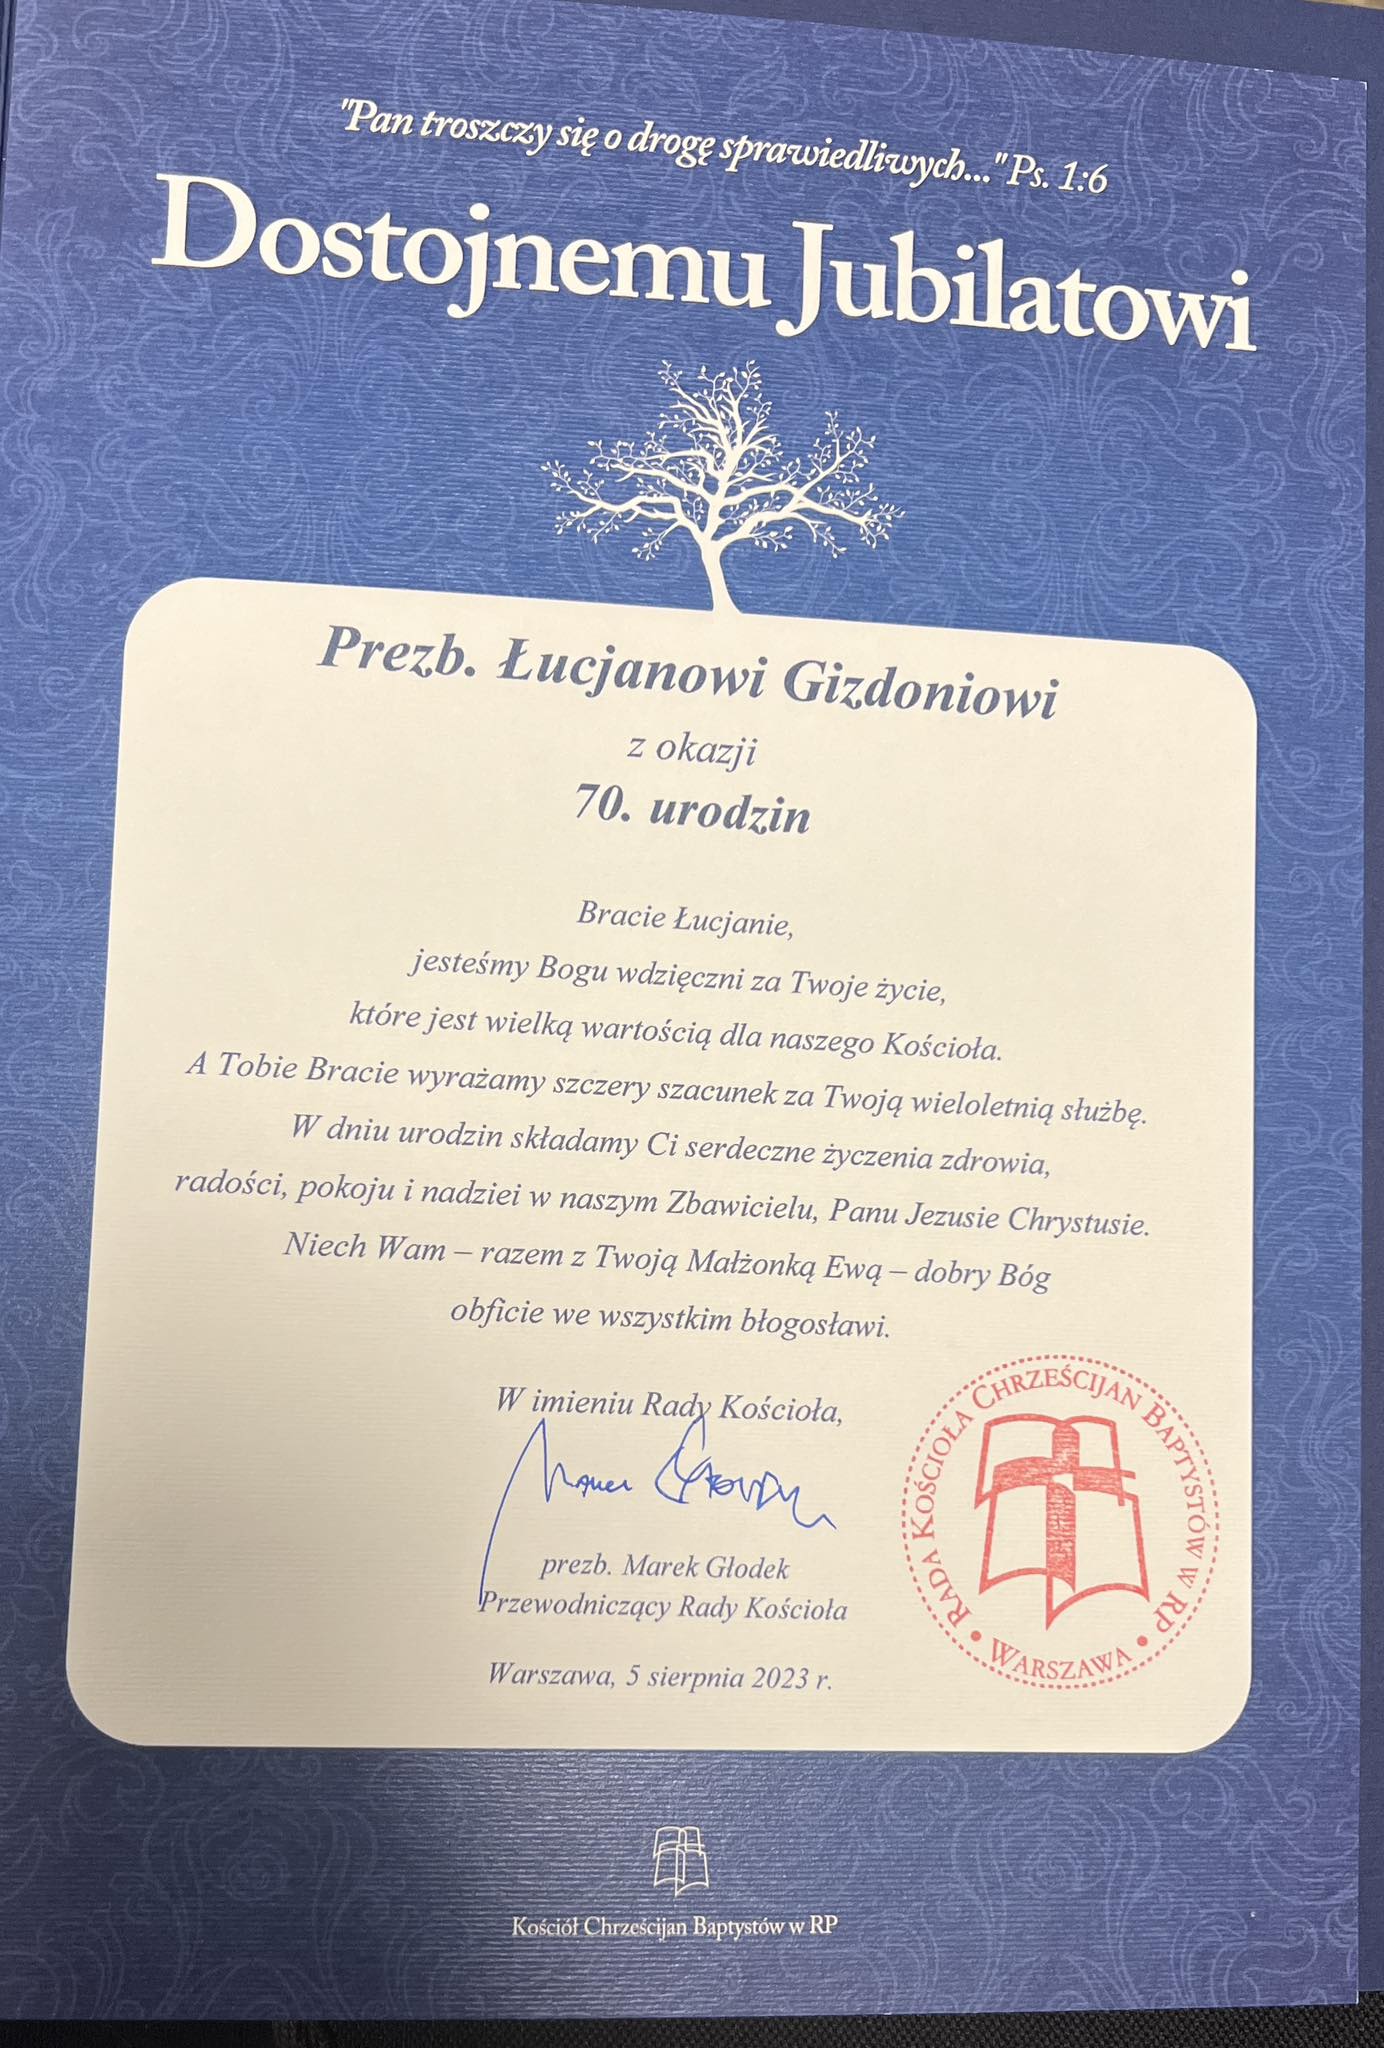 "Pan troszczy się o drogę sprawiedliwych..." Ps. 1:6
Dostojnemu Jubilatowi
Prezb. Łucjanowi Gizdoniowi
z okazji
70. urodzin
Bracie Łucjanie,
jesteśmy Bogu wdzięczni za Twoje życie,
które jest wielką wartością dla naszego Kościoła.
A Tobie Bracie wyrażamy szczery szacunek za Twoją wieloletnią służbę.
W dniu urodzin składamy Ci serdeczne życzenia zdrowia,
radości, pokoju i nadziei w naszym Zbawicielu, Panu Jezusie Chrystusie.
Niech Wam – razem z Twoją Małżonką Ewą – dobry Bóg
obficie we wszystkim błogosławi.
W imieniu Rady Kościoła,
Marek Głodek
prezb. Marek Głodek
Przewodniczący Rady Kościoła
Warszawa, 5 sierpnia 2023 r.
• RADA KOŚCIOŁA CHRZEŚCIJAN BAPTYSTÓW W RP •
WARSZAWA
Kościół Chrześcijan Baptystów w RP